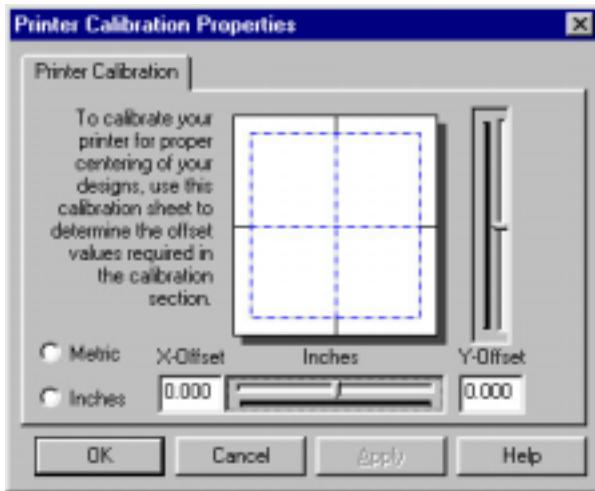 Printer Calibration Properties
Printer Calibration
To calibrate your
printer for proper
centering of your
designs, use this
calibration sheet to
determine the offset
values required in
the calibration
section.
Metric
X-Offset
Inches
Y-Offset
Inches
0.000
0.000
OK
Cancel
Apply
Help